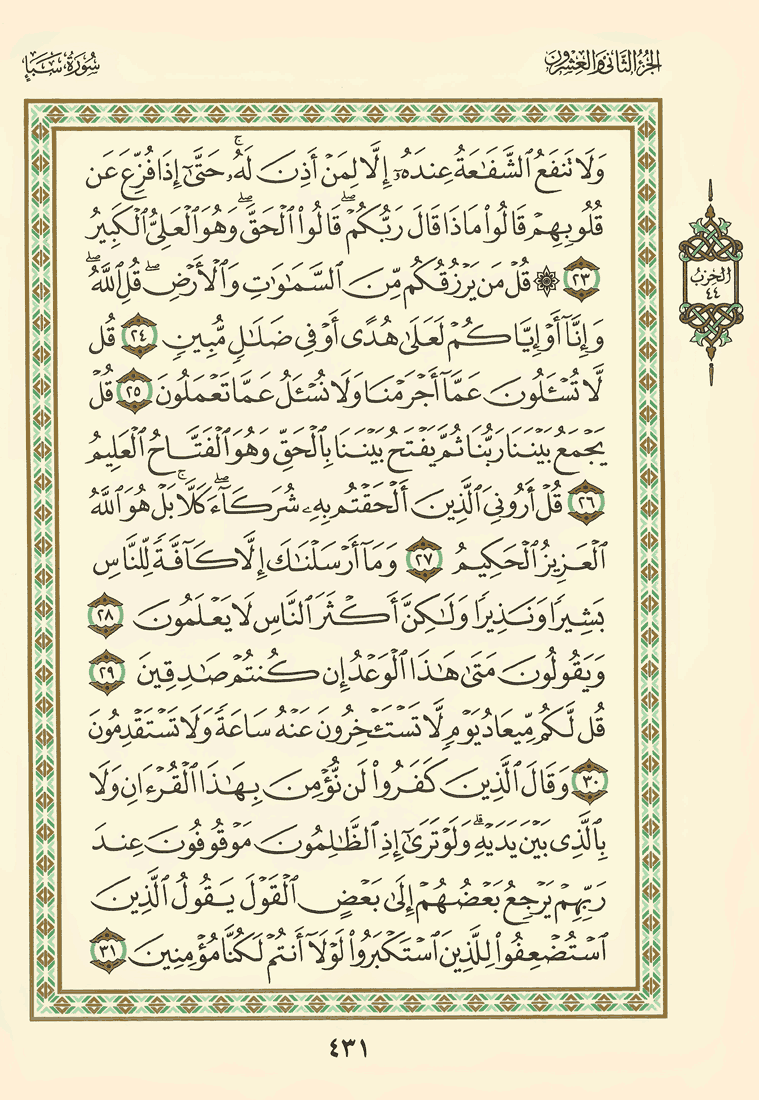 الجزء الثاني والعشرون
سورة سبإ
وَلَا تَنفَعُ ٱلشَّفَٰعَةُ عِندَهُۥٓ إِلَّا لِمَنْ أَذِنَ لَهُۥۚ حَتَّىٰٓ إِذَا فُزِّعَ عَن
قُلُوبِهِمْ قَالُوا۟ مَاذَا قَالَ رَبُّكُمْۖ قَالُوا۟ ٱلْحَقَّۖ وَهُوَ ٱلْعَلِىُّ ٱلْكَبِيرُ
٢٣ ۞ قُلْ مَن يَرْزُقُكُم مِّنَ ٱلسَّمَٰوَٰتِ وَٱلْأَرْضِۖ قُلِ ٱللَّهُۖ
وَإِنَّآ أَوْ إِيَّاكُمْ لَعَلَىٰ هُدًى أَوْ فِى ضَلَٰلٍ مُّبِينٍ ٢٤ قُل
لَّا تُسْـَٔلُونَ عَمَّآ أَجْرَمْنَا وَلَا نُسْـَٔلُ عَمَّا تَعْمَلُونَ ٢٥ قُلْ
يَجْمَعُ بَيْنَنَا رَبُّنَا ثُمَّ يَفْتَحُ بَيْنَنَا بِٱلْحَقِّ وَهُوَ ٱلْفَتَّاحُ ٱلْعَلِيمُ
٢٦ قُلْ أَرُونِىَ ٱلَّذِينَ أَلْحَقْتُم بِهِۦ شُرَكَآءَۖ كَلَّاۚ بَلْ هُوَ ٱللَّهُ
ٱلْعَزِيزُ ٱلْحَكِيمُ ٢٧ وَمَآ أَرْسَلْنَٰكَ إِلَّا كَآفَّةً لِّلنَّاسِ
بَشِيرًا وَنَذِيرًا وَلَٰكِنَّ أَكْثَرَ ٱلنَّاسِ لَا يَعْلَمُونَ ٢٨
وَيَقُولُونَ مَتَىٰ هَٰذَا ٱلْوَعْدُ إِن كُنتُمْ صَٰدِقِينَ ٢٩
قُل لَّكُم مِّيعَادُ يَوْمٍ لَّا تَسْتَـْٔخِرُونَ عَنْهُ سَاعَةً وَلَا تَسْتَقْدِمُونَ
٣٠ وَقَالَ ٱلَّذِينَ كَفَرُوا۟ لَن نُّؤْمِنَ بِهَٰذَا ٱلْقُرْءَانِ وَلَا
بِٱلَّذِى بَيْنَ يَدَيْهِۗ وَلَوْ تَرَىٰٓ إِذِ ٱلظَّٰلِمُونَ مَوْقُوفُونَ عِندَ
رَبِّهِمْ يَرْجِعُ بَعْضُهُمْ إِلَىٰ بَعْضٍ ٱلْقَوْلَ يَقُولُ ٱلَّذِينَ
ٱسْتُضْعِفُوا۟ لِلَّذِينَ ٱسْتَكْبَرُوا۟ لَوْلَآ أَنتُمْ لَكُنَّا مُؤْمِنِينَ ٣١
الحزب
٤٤
٤٣١